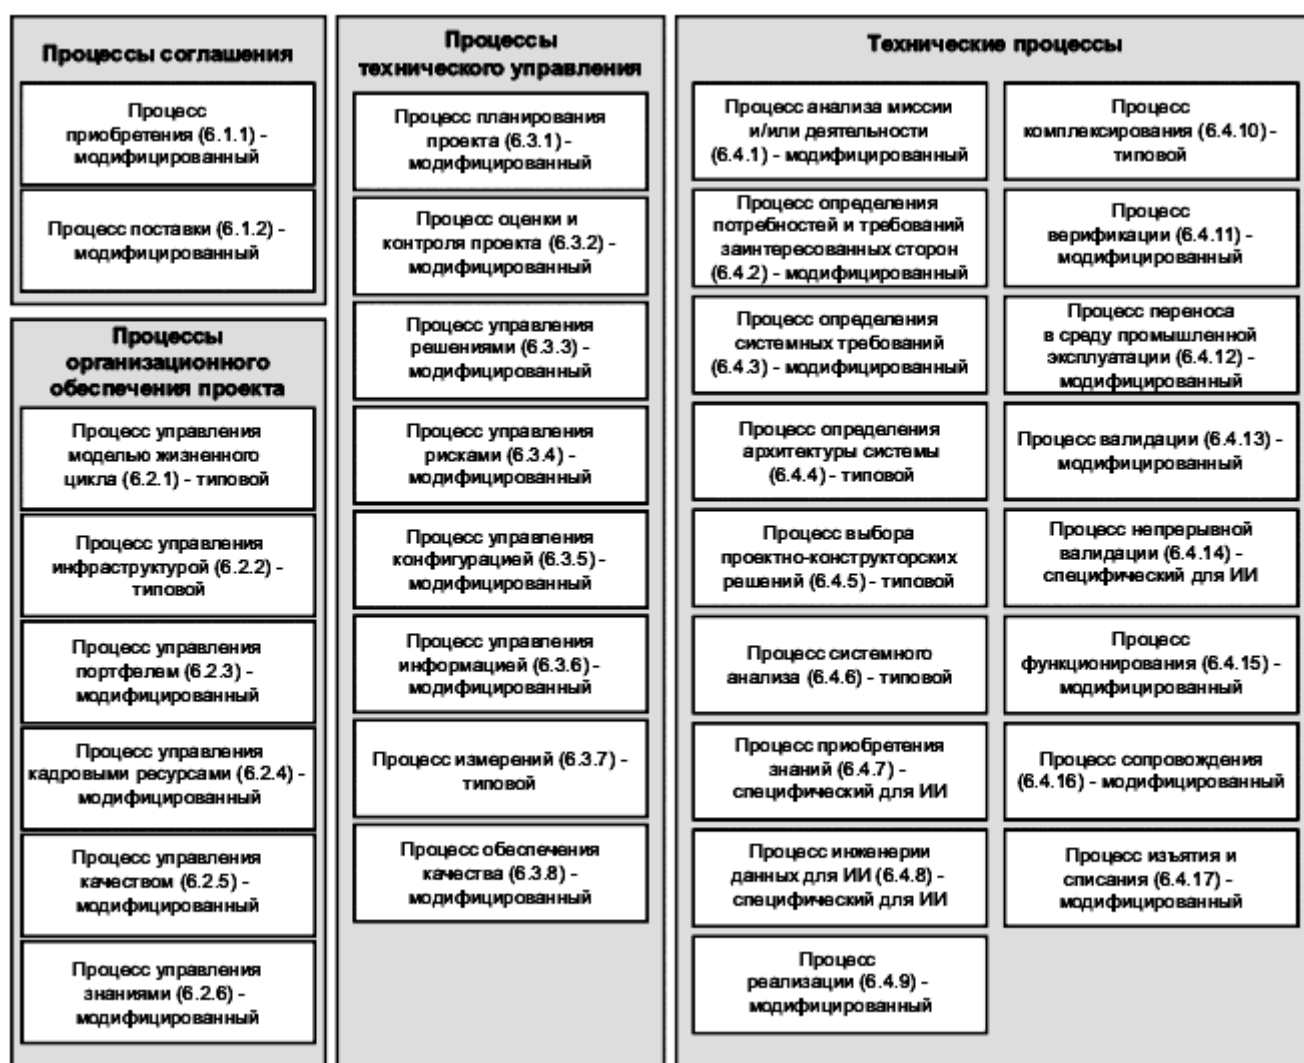 Процессы соглашения
Процесс
приобретения (6.1.1) -
модифицированный
Процесс поставки (6.1.2) -
модифицированный
Процессы
организационного
обеспечения проекта
Процесс управления
моделью жизненного
цикла (6.2.1) - типовой
Процесс управления
инфраструктурой (6.2.2) -
типовой
Процесс управления
портфелем (6.2.3) -
модифицированный
Процесс управления
кадровыми ресурсами (6.2.4) -
модифицированный
Процесс управления
качеством (6.2.5) -
модифицированный
Процесс управления
знаниями (6.2.6) -
модифицированный
Процессы
технического управления
Процесс планирования
проекта (6.3.1) -
модифицированный
Процесс оценки и
контроля проекта (6.3.2) -
модифицированный
Процесс управления
решениями (6.3.3) -
модифицированный
Процесс управления
рисками (6.3.4) -
модифицированный
Процесс управления
конфигурацией (6.3.5) -
модифицированный
Процесс управления
информацией (6.3.6) -
модифицированный
Процесс измерений (6.3.7) -
типовой
Процесс обеспечения
качества (6.3.8) -
модифицированный
Технические процессы
Процесс анализа миссии
и/или деятельности
(6.4.1) - модифицированный
Процесс определения
потребностей и требований
заинтересованных сторон
(6.4.2) - модифицированный
Процесс определения
системных требований
(6.4.3) - модифицированный
Процесс определения
архитектуры системы
(6.4.4) - типовой
Процесс выбора
проектно-конструкторских
решений (6.4.5) - типовой
Процесс системного
анализа (6.4.6) - типовой
Процесс приобретения
знаний (6.4.7) -
специфический для ИИ
Процесс инженерии
данных для ИИ (6.4.8) -
специфический для ИИ
Процесс
реализации (6.4.9) -
модифицированный
Процесс
комплексирования (6.4.10) -
типовой
Процесс
верификации (6.4.11) -
модифицированный
Процесс переноса
в среду промышленной
эксплуатации (6.4.12) -
модифицированный
Процесс валидации (6.4.13) -
модифицированный
Процесс непрерывной
валидации (6.4.14) -
специфический для ИИ
Процесс
функционирования (6.4.15) -
модифицированный
Процесс сопровождения
(6.4.16) - модифицированный
Процесс изъятия и
списания (6.4.17) -
модифицированный